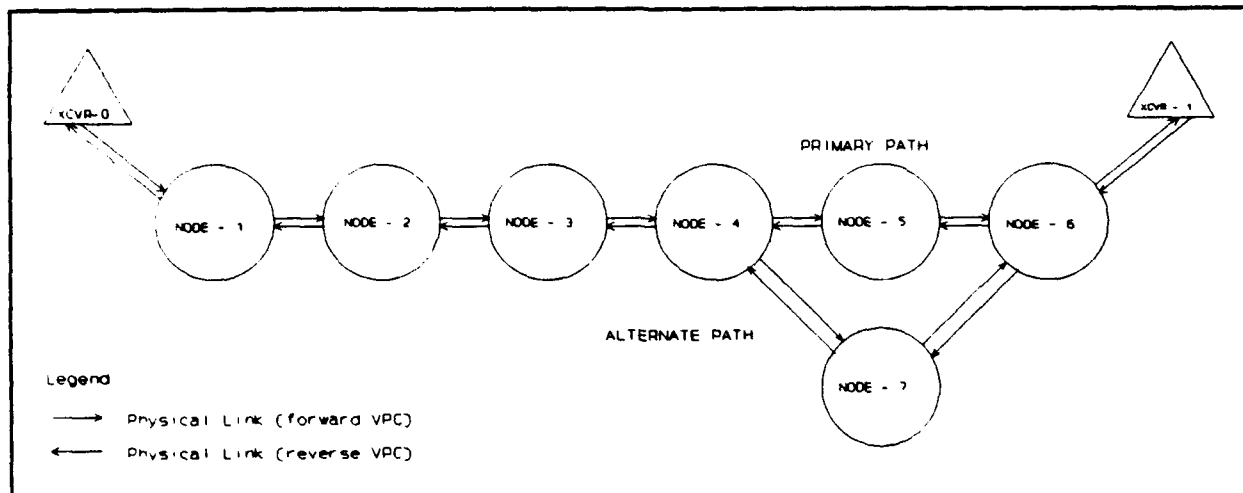 XCVR-0
XCVR - 1
PRIMARY PATH
NODE - 1
NODE - 2
NODE - 3
NODE - 4
NODE - 5
NODE - 6
ALTERNATE PATH
NODE - 7
Legend
Physical Link (forward VPC)
Physical Link (reverse VPC)